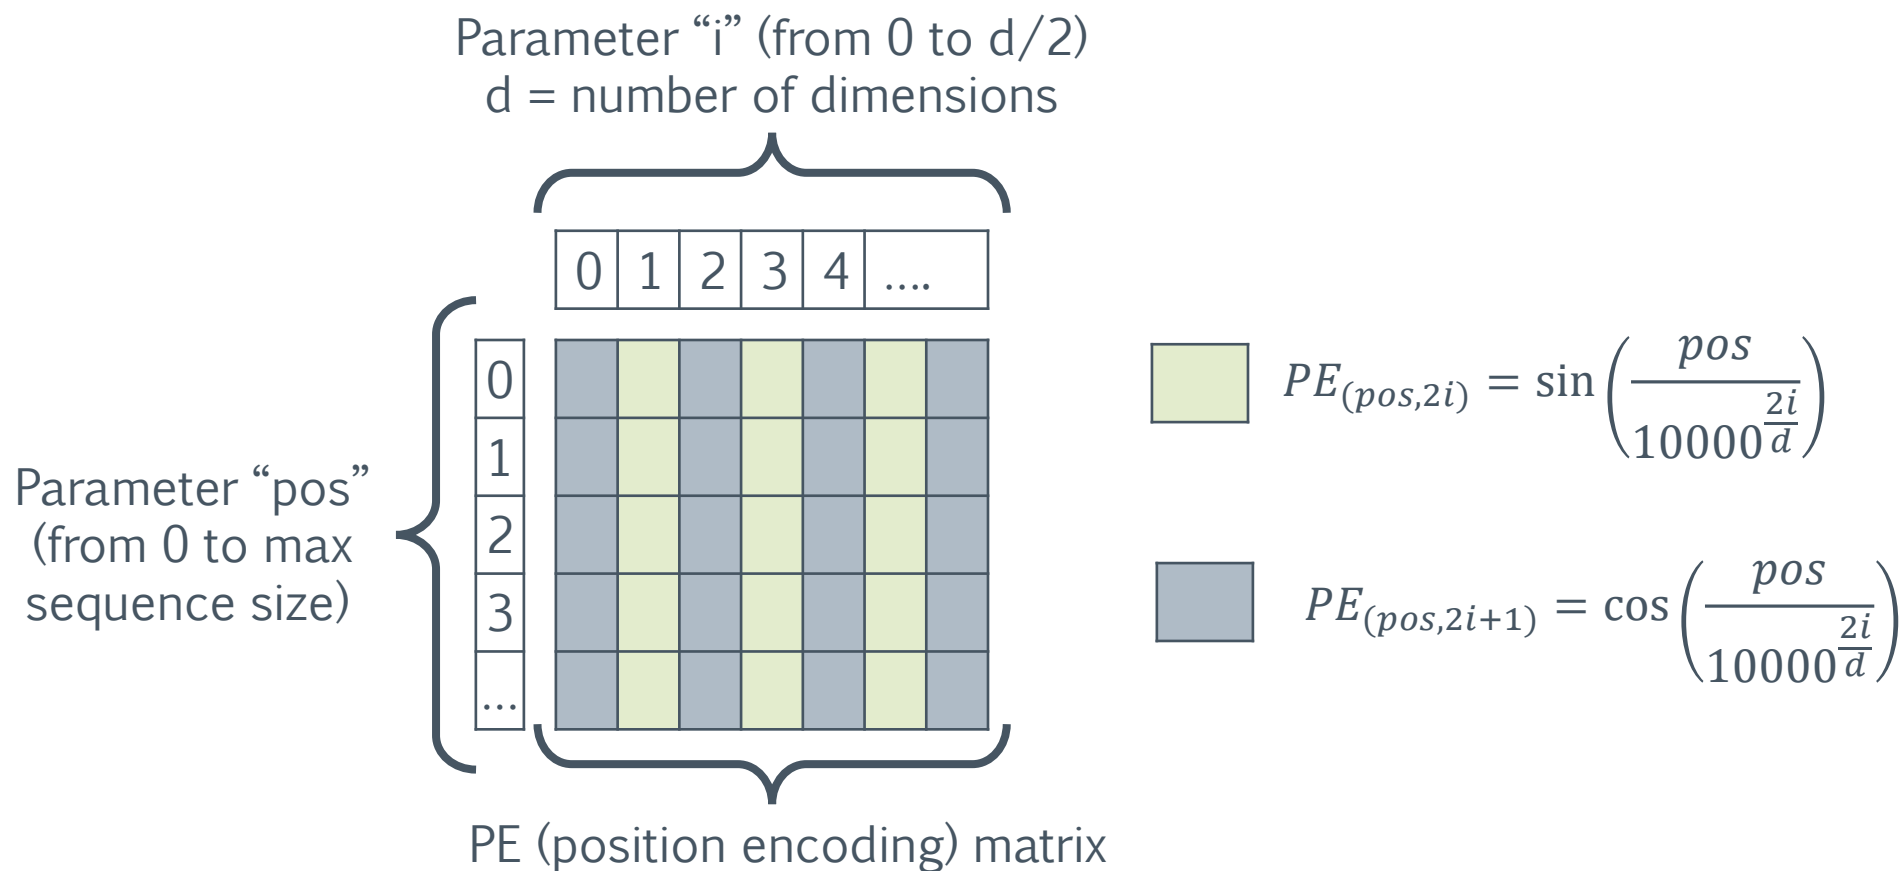 Parameter “i” (from 0 to d/2)
d = number of dimensions
0 1 2 3 4 ....
Parameter “pos”
(from 0 to max
sequence size)
0
1
2
3
...
PE_{(pos,2i)} = sin(pos / 10000^{2i/d})
PE_{(pos,2i+1)} = cos(pos / 10000^{2i/d})
PE (position encoding) matrix